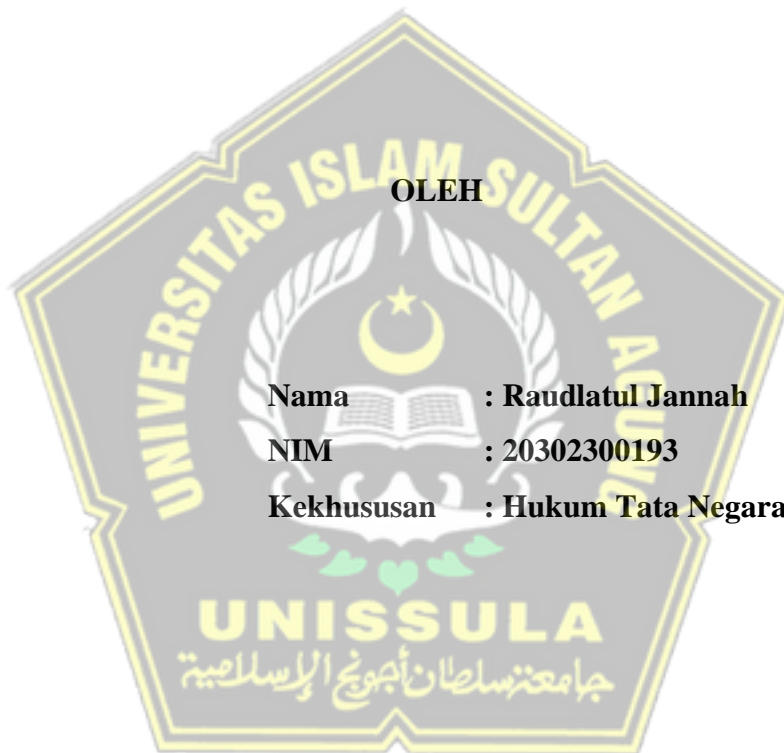 OLEH
UNIVERSITAS ISLAM SULTAN AGUNG
Nama : Raudlatul Jannah
NIM : 20302300193
Kekhususan : Hukum Tata Negara
UNISSULA
جامعة سلطان أجونج الإسلامية